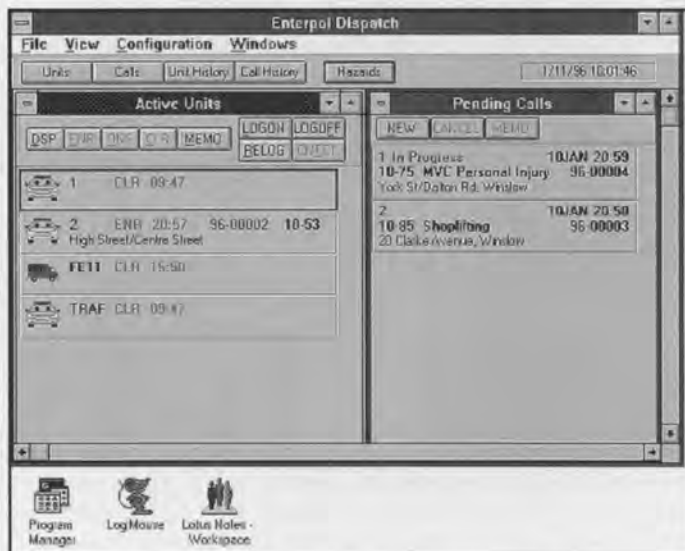 Enterpol Dispatch
File View Configuration Windows
Units Calls Unit History Call History Hazards 1/11/96 10:01:46
Active Units
DSP ENR ONS CLR MEMO LOGON LOGOFF
RELOG
1 CLR 09:47
2 ENR 20:57 96-00002 10-53
High Street/Centre Street
FE11 CLR 15:50
TRAF CLR 09:47
Pending Calls
NEW CANCEL MEMO
1 In Progress 10JAN 20:59
10-75 MVC Personal Injury 96-00004
York St/Dalton Rd, Winslow
2 10JAN 20:50
10-85 Shoplifting 96-00003
20 Clarke Avenue, Winslow
Program Manager
Log Mouse
Lotus Notes - Workspace